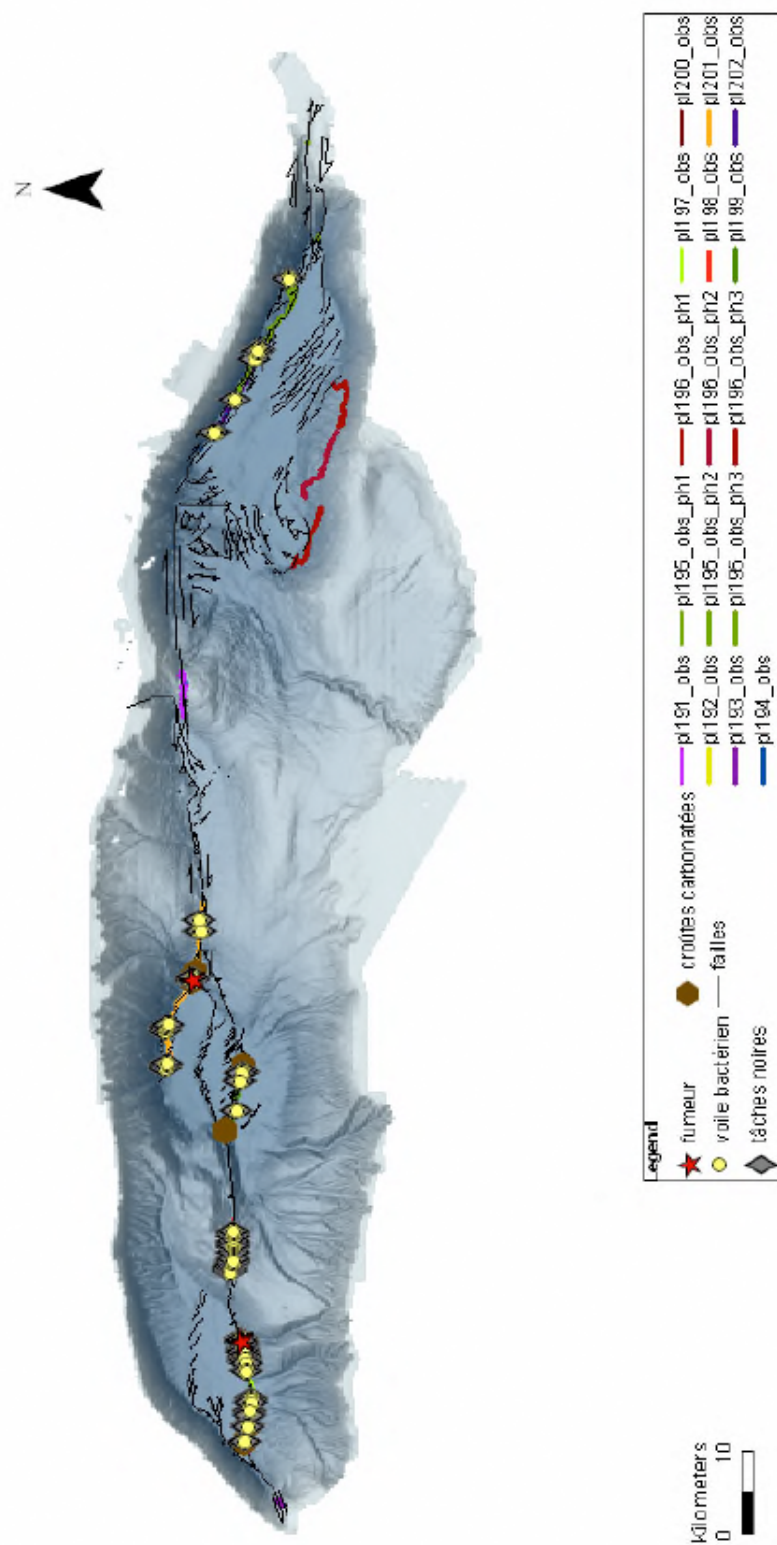 N
Kilometers
0 10
Legend
fumeur croûtes carbonatées pl191_obs pl195_obs_ph1 pl196_obs_ph1 pl197_obs pl200_obs
voile bactérien failles pl192_obs pl195_obs_ph2 pl196_obs_ph2 pl198_obs pl201_obs
pl193_obs pl195_obs_ph3 pl196_obs_ph3 pl199_obs pl202_obs
tâches noires pl194_obs